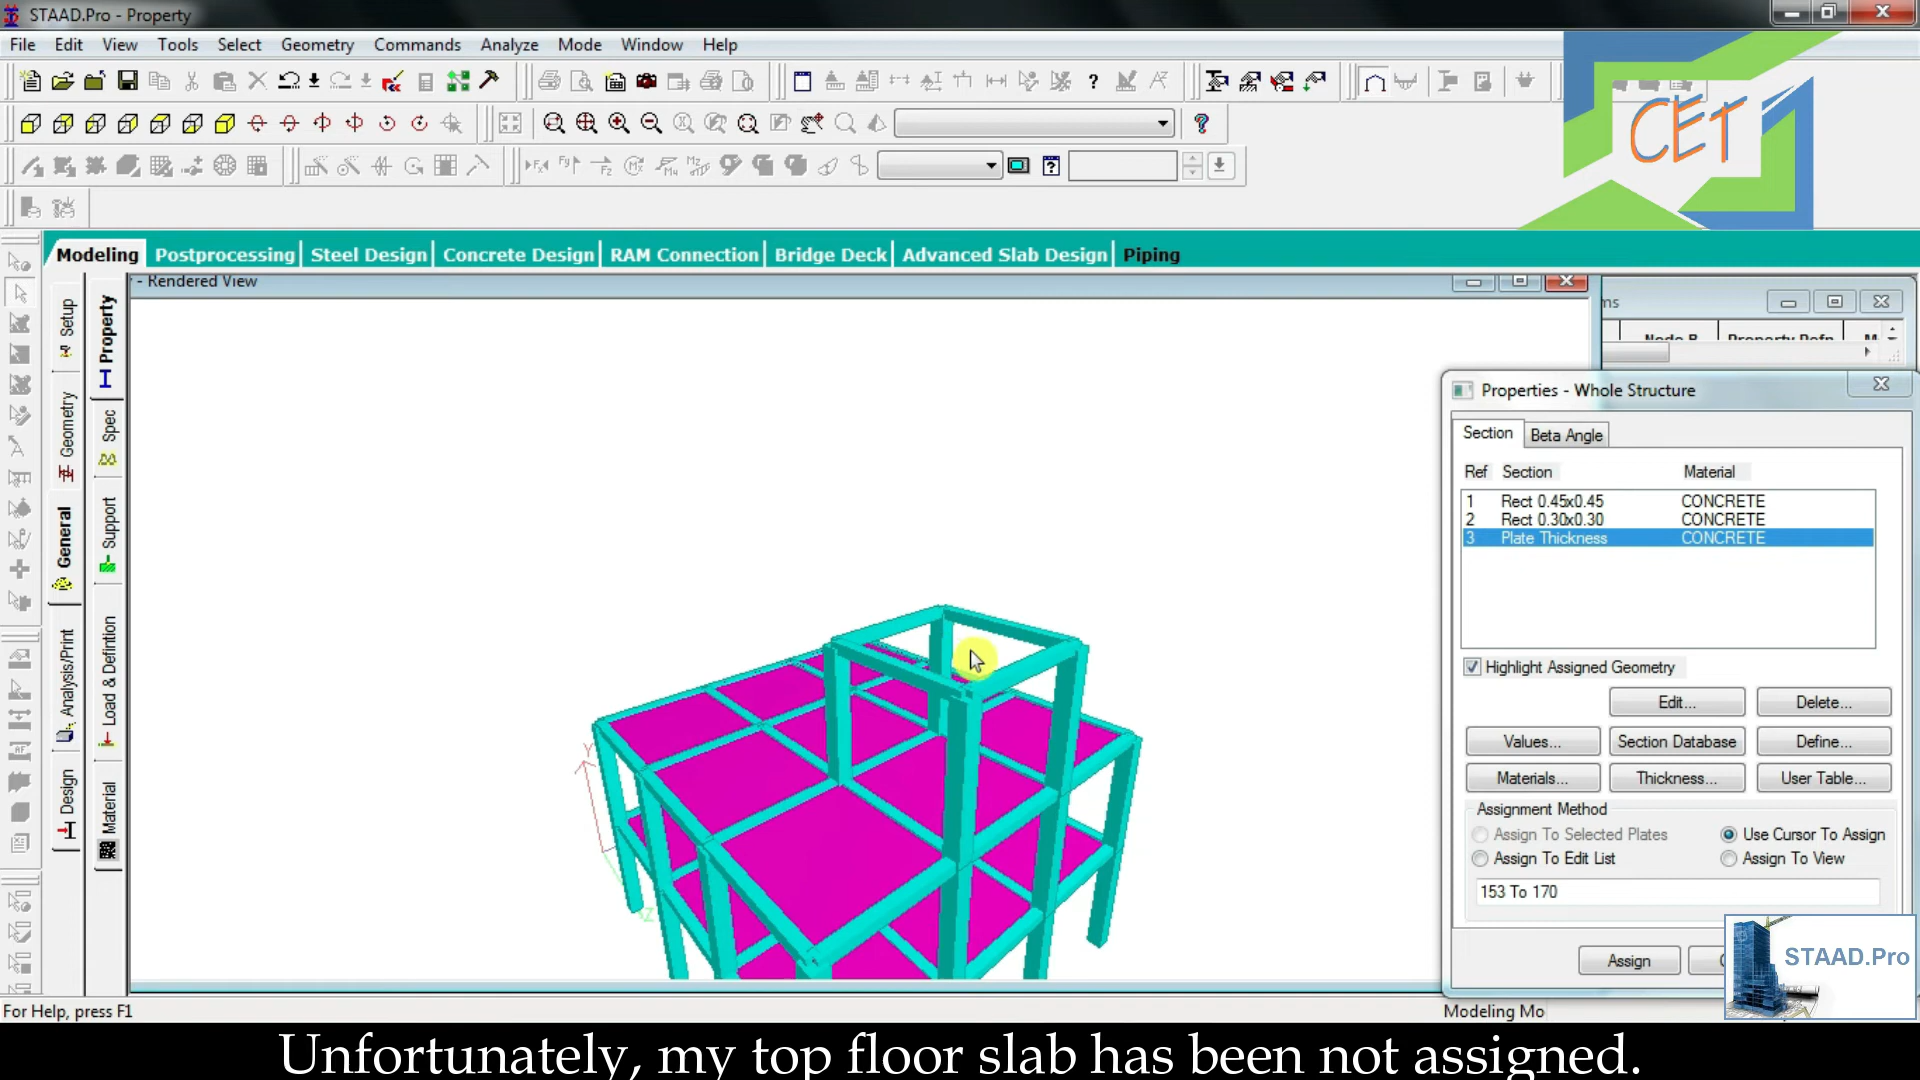 STAAD.Pro - Property
File Edit View Tools Select Geometry Commands Analyze Mode Window Help
CET
Modeling Postprocessing Steel Design Concrete Design RAM Connection Bridge Deck Advanced Slab Design Piping
- Rendered View
ms
Node B Property Refn M
Setup
Geometry
General
Analysis/Print
Design
Property
Spec
Support
Load & Definition
Material
Y
Z
Properties - Whole Structure
Section Beta Angle
Ref Section Material
1 Rect 0.45x0.45 CONCRETE
2 Rect 0.30x0.30 CONCRETE
3 Plate Thickness CONCRETE
Highlight Assigned Geometry
Edit... Delete...
Values... Section Database Define...
Materials... Thickness... User Table...
Assignment Method
Assign To Selected Plates Use Cursor To Assign
Assign To Edit List Assign To View
153 To 170
Assign
STAAD.Pro
For Help, press F1
Modeling Mo
Unfortunately, my top floor slab has been not assigned.